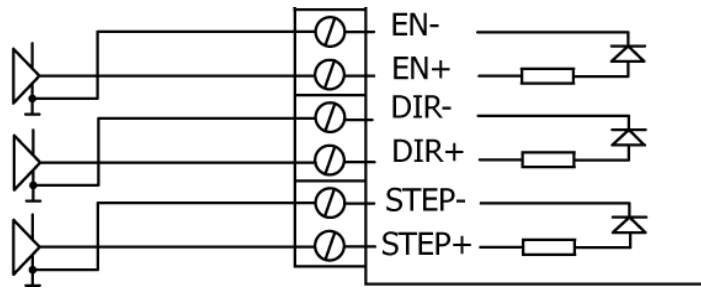 EN-
EN+
DIR-
DIR+
STEP-
STEP+